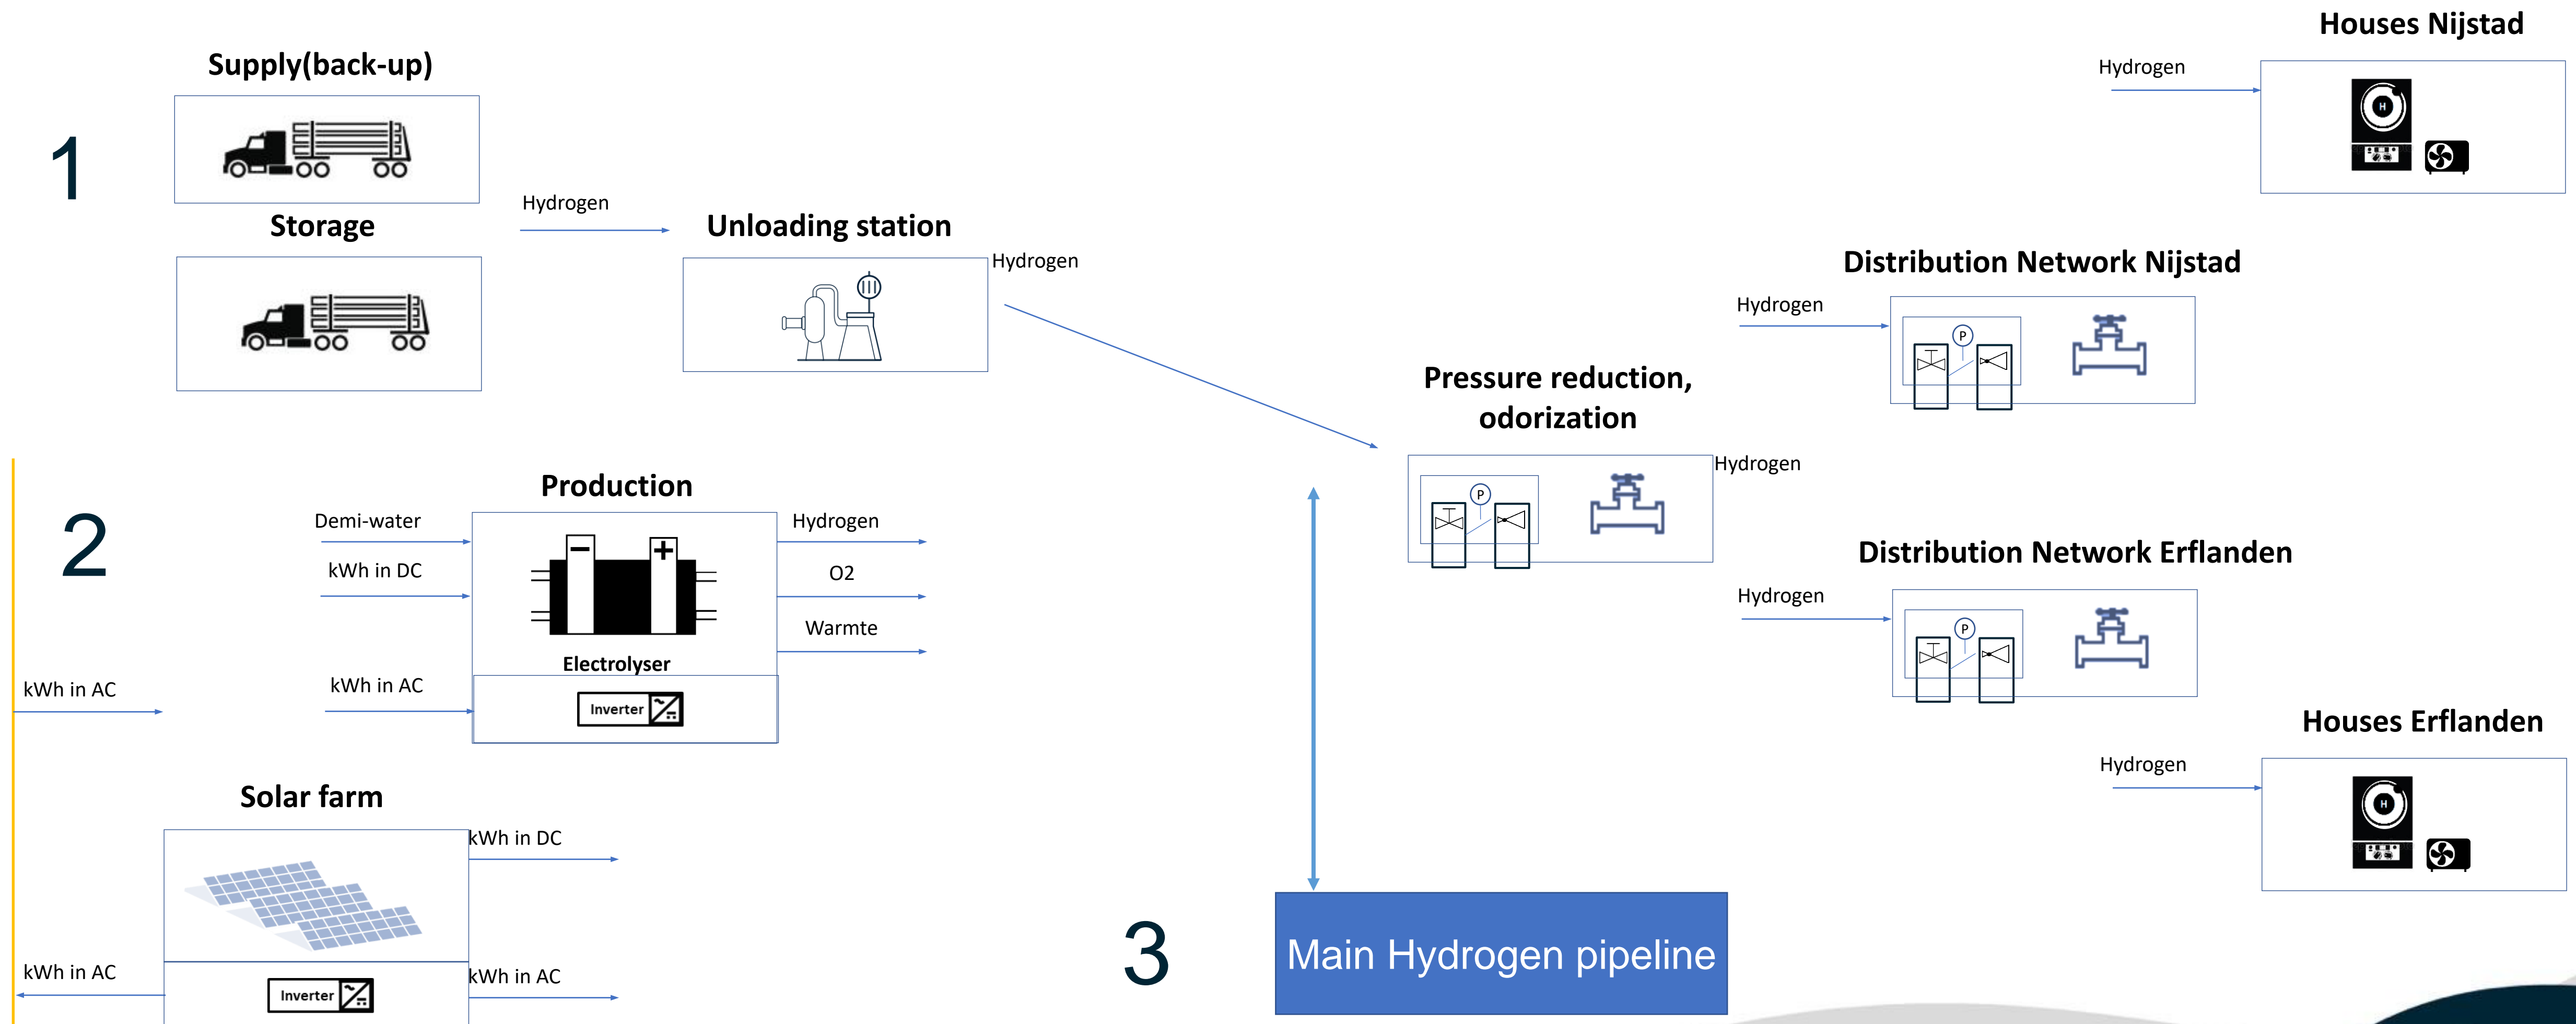 Houses Nijstad
Hydrogen
H
Supply(back-up)
1
Storage
Hydrogen
Unloading station
Hydrogen
Distribution Network Nijstad
Hydrogen
P
Pressure reduction,
odorization
P
Hydrogen
2
Production
Demi-water
kWh in DC
Hydrogen
O2
Warmte
Electrolyser
kWh in AC
kWh in AC
Inverter
Distribution Network Erflanden
Hydrogen
P
Houses Erflanden
Hydrogen
H
Solar farm
kWh in DC
kWh in AC
kWh in AC
Inverter
3
Main Hydrogen pipeline